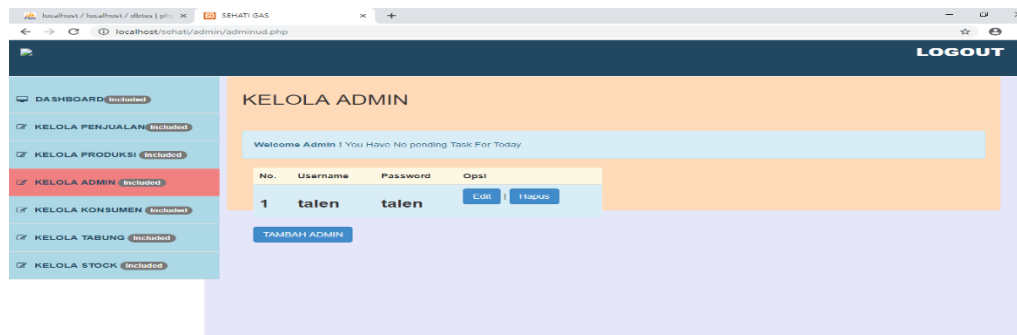 localhost / localhost / dbtes | ph
SEHATI GAS
localhost/sehati/admin/adminud.php
LOGOUT
DASHBOARD Included
KELOLA PENJUALAN Included
KELOLA PRODUKSI Included
KELOLA ADMIN Included
KELOLA KONSUMEN Included
KELOLA TABUNG Included
KELOLA STOCK Included
KELOLA ADMIN
Welcome Admin ! You Have No pending Task For Today.
No. Username Password Opsi
1 talen talen Edit | Hapus
TAMBAH ADMIN